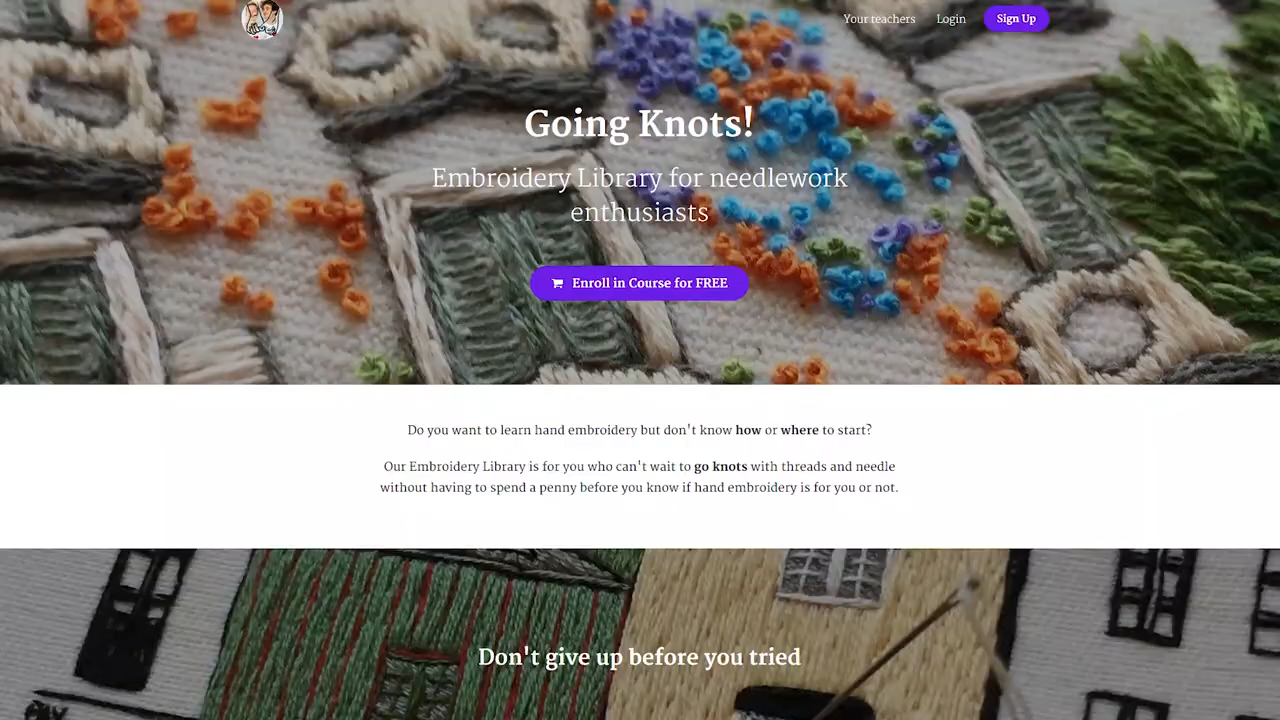 Your teachers Login Sign Up
Going Knots!
Embroidery Library for needlework
enthusiasts
Enroll in Course for FREE
Do you want to learn hand embroidery but don't know how or where to start?
Our Embroidery Library is for you who can't wait to go knots with threads and needle
without having to spend a penny before you know if hand embroidery is for you or not.
Don't give up before you tried